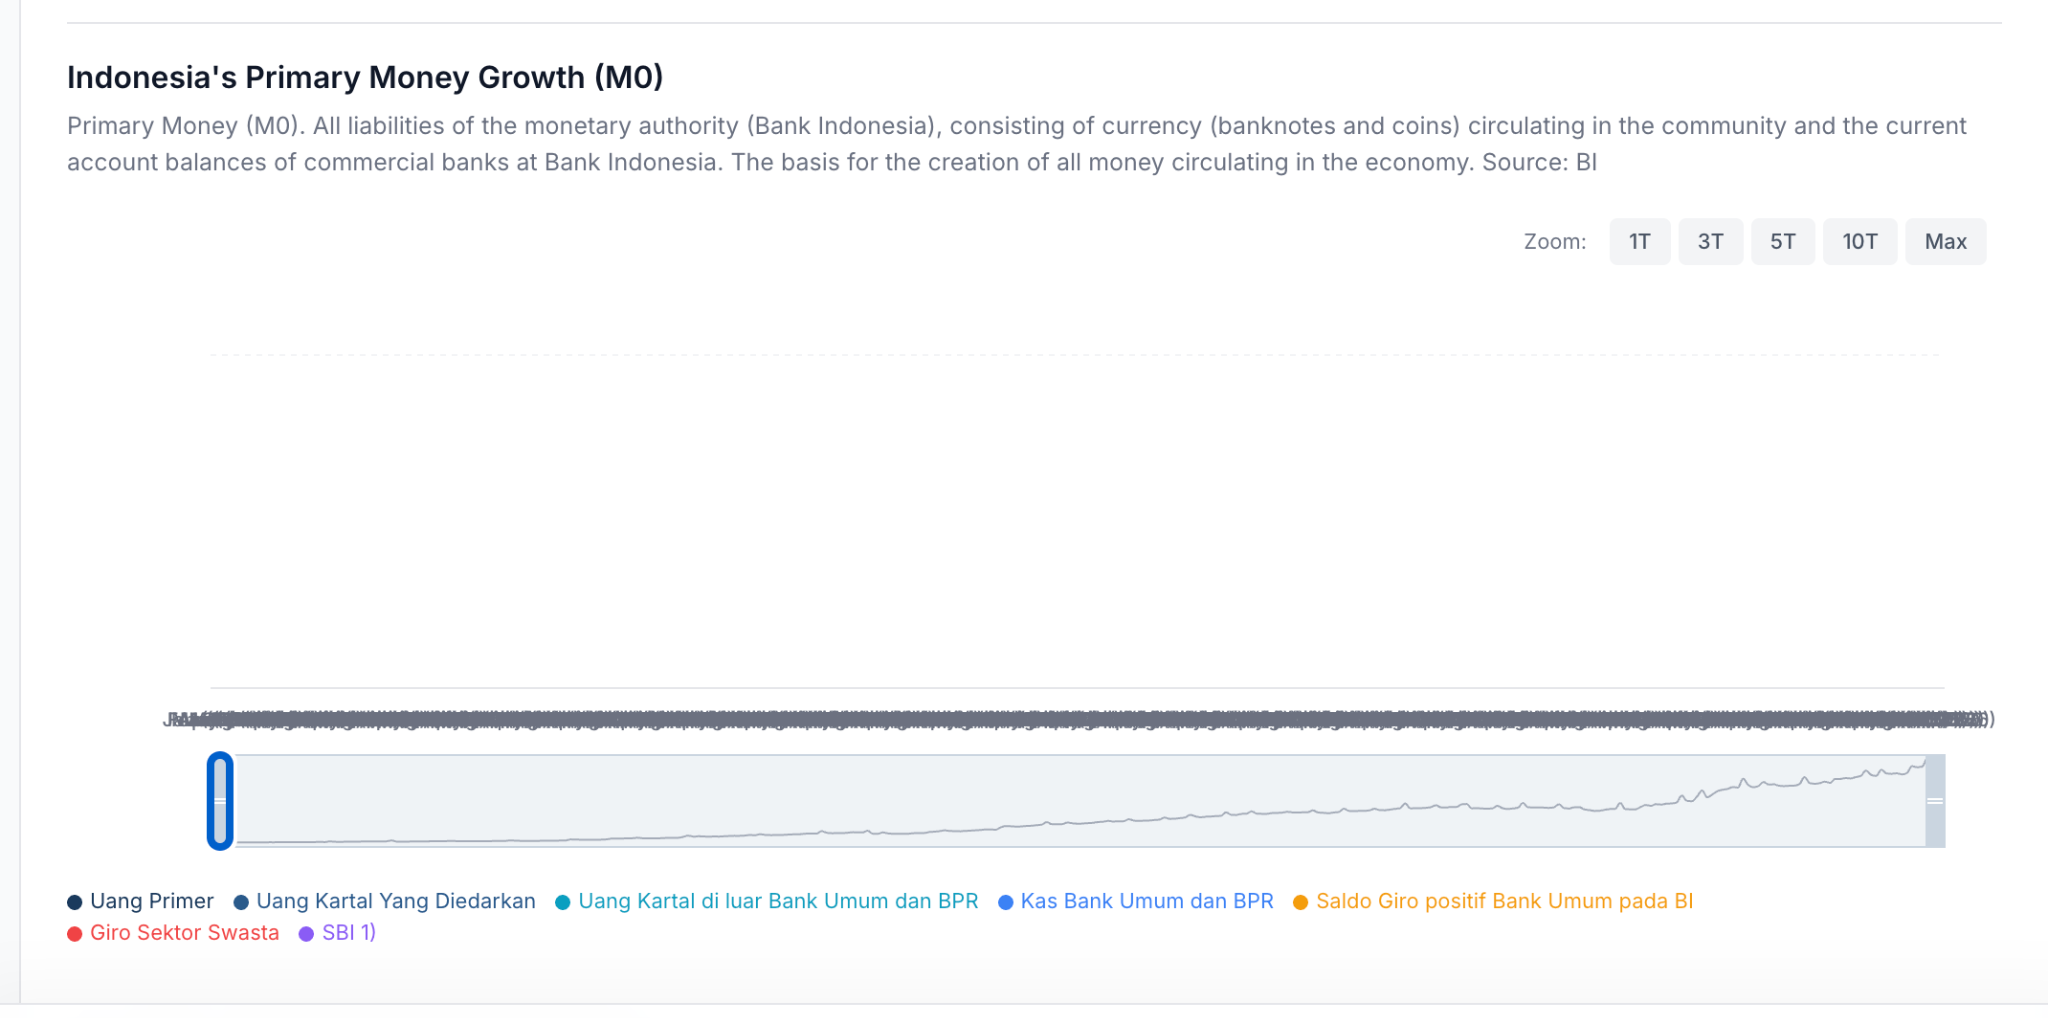 Indonesia's Primary Money Growth (M0)
Primary Money (M0). All liabilities of the monetary authority (Bank Indonesia), consisting of currency (banknotes and coins) circulating in the community and the current
account balances of commercial banks at Bank Indonesia. The basis for the creation of all money circulating in the economy. Source: BI
Zoom: 1T 3T 5T 10T Max
Uang Primer Uang Kartal Yang Diedarkan Uang Kartal di luar Bank Umum dan BPR Kas Bank Umum dan BPR Saldo Giro positif Bank Umum pada BI
Giro Sektor Swasta SBI 1)